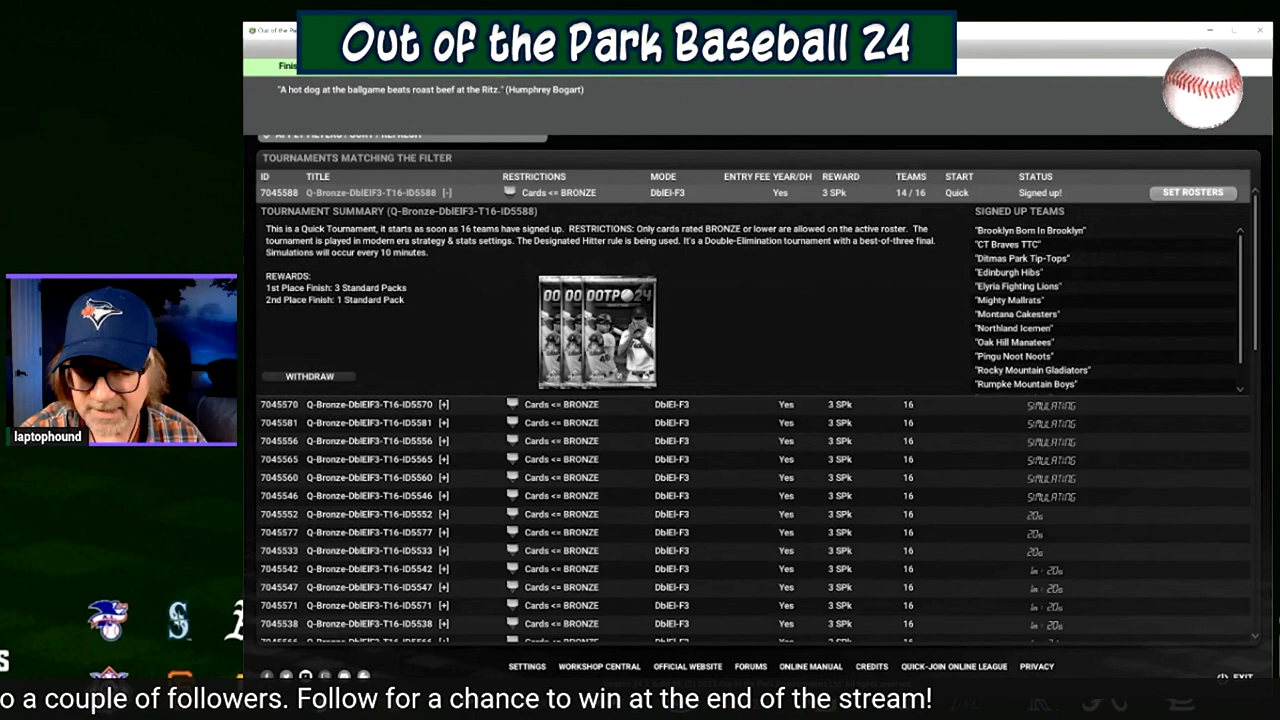 Out of the Park Baseball 24
Out of the Pa
Finis
"A hot dog at the ballgame beats roast beef at the Ritz." (Humphrey Bogart)
TOURNAMENTS MATCHING THE FILTER
ID TITLE RESTRICTIONS MODE ENTRY FEE YEAR/DH REWARD TEAMS START STATUS
7045588 Q-Bronze-DblElF3-T16-ID5588 [-] Cards <= BRONZE DblEl-F3 Yes 3 SPk 14 / 16 Quick Signed up! SET ROSTERS
TOURNAMENT SUMMARY (Q-Bronze-DblElF3-T16-ID5588) SIGNED UP TEAMS
This is a Quick Tournament, it starts as soon as 16 teams have signed up. RESTRICTIONS: Only cards rated BRONZE or lower are allowed on the active roster. The
tournament is played in modern era strategy & stats settings. The Designated Hitter rule is being used. It's a Double-Elimination tournament with a best-of-three final.
Simulations will occur every 10 minutes.
REWARDS:
1st Place Finish: 3 Standard Packs
2nd Place Finish: 1 Standard Pack
OO OO OOTP 24
WITHDRAW
"Brooklyn Born In Brooklyn"
"CT Braves TTC"
"Ditmas Park Tip-Tops"
"Edinburgh Hibs"
"Elyria Fighting Lions"
"Mighty Mallrats"
"Montana Cakesters"
"Northland Icemen"
"Oak Hill Manatees"
"Pingu Noot Noots"
"Rocky Mountain Gladiators"
"Rumpke Mountain Boys"
7045570 Q-Bronze-DblElF3-T16-ID5570 [+] Cards <= BRONZE DblEl-F3 Yes 3 SPk 16 SIMULATING
7045581 Q-Bronze-DblElF3-T16-ID5581 [+] Cards <= BRONZE DblEl-F3 Yes 3 SPk 16 SIMULATING
7045556 Q-Bronze-DblElF3-T16-ID5556 [+] Cards <= BRONZE DblEl-F3 Yes 3 SPk 16 SIMULATING
7045565 Q-Bronze-DblElF3-T16-ID5565 [+] Cards <= BRONZE DblEl-F3 Yes 3 SPk 16 SIMULATING
7045560 Q-Bronze-DblElF3-T16-ID5560 [+] Cards <= BRONZE DblEl-F3 Yes 3 SPk 16 SIMULATING
7045546 Q-Bronze-DblElF3-T16-ID5546 [+] Cards <= BRONZE DblEl-F3 Yes 3 SPk 16 SIMULATING
7045552 Q-Bronze-DblElF3-T16-ID5552 [+] Cards <= BRONZE DblEl-F3 Yes 3 SPk 16 20s
7045577 Q-Bronze-DblElF3-T16-ID5577 [+] Cards <= BRONZE DblEl-F3 Yes 3 SPk 16 20s
7045533 Q-Bronze-DblElF3-T16-ID5533 [+] Cards <= BRONZE DblEl-F3 Yes 3 SPk 16 20s
7045542 Q-Bronze-DblElF3-T16-ID5542 [+] Cards <= BRONZE DblEl-F3 Yes 3 SPk 16 1m : 20s
7045547 Q-Bronze-DblElF3-T16-ID5547 [+] Cards <= BRONZE DblEl-F3 Yes 3 SPk 16 1m : 20s
7045571 Q-Bronze-DblElF3-T16-ID5571 [+] Cards <= BRONZE DblEl-F3 Yes 3 SPk 16 1m : 20s
7045538 Q-Bronze-DblElF3-T16-ID5538 [+] Cards <= BRONZE DblEl-F3 Yes 3 SPk 16 1m : 20s
laptophound
SETTINGS WORKSHOP CENTRAL OFFICIAL WEBSITE FORUMS ONLINE MANUAL CREDITS QUICK-JOIN ONLINE LEAGUE PRIVACY
EXIT
o a couple of followers. Follow for a chance to win at the end of the stream!